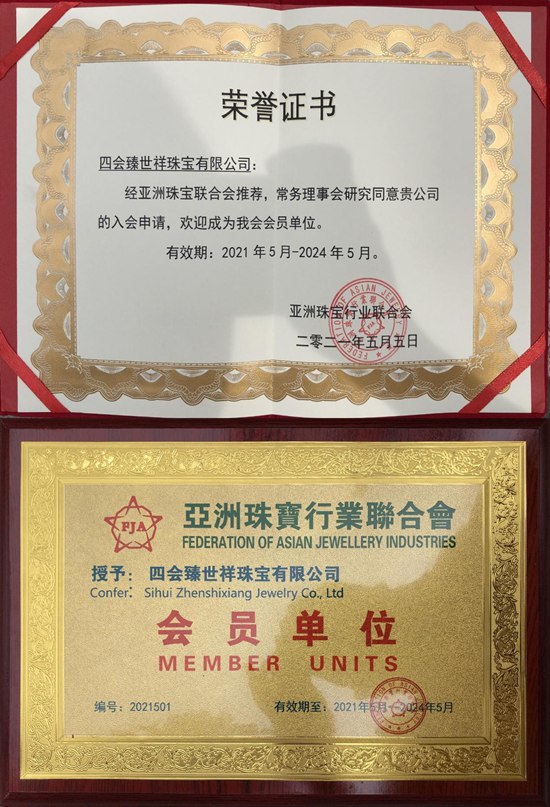 荣誉证书
四会臻世祥珠宝有限公司：
经亚洲珠宝联合会推荐，常务理事会研究同意贵公司
的入会申请，欢迎成为我会会员单位。
有效期：2021年5月-2024年5月。
亚洲珠宝行业联合会
二零二一年五月五日
FEDERATION OF ASIAN JEWELLERY
FJA
FJA
亞洲珠寶行業聯合會
FEDERATION OF ASIAN JEWELLERY INDUSTRIES
授予：四会臻世祥珠宝有限公司
Confer: Sihui Zhenshixiang Jewelry Co., Ltd
会员单位
MEMBER UNITS
编号：2021501
有效期至：2021年5月—2024年5月